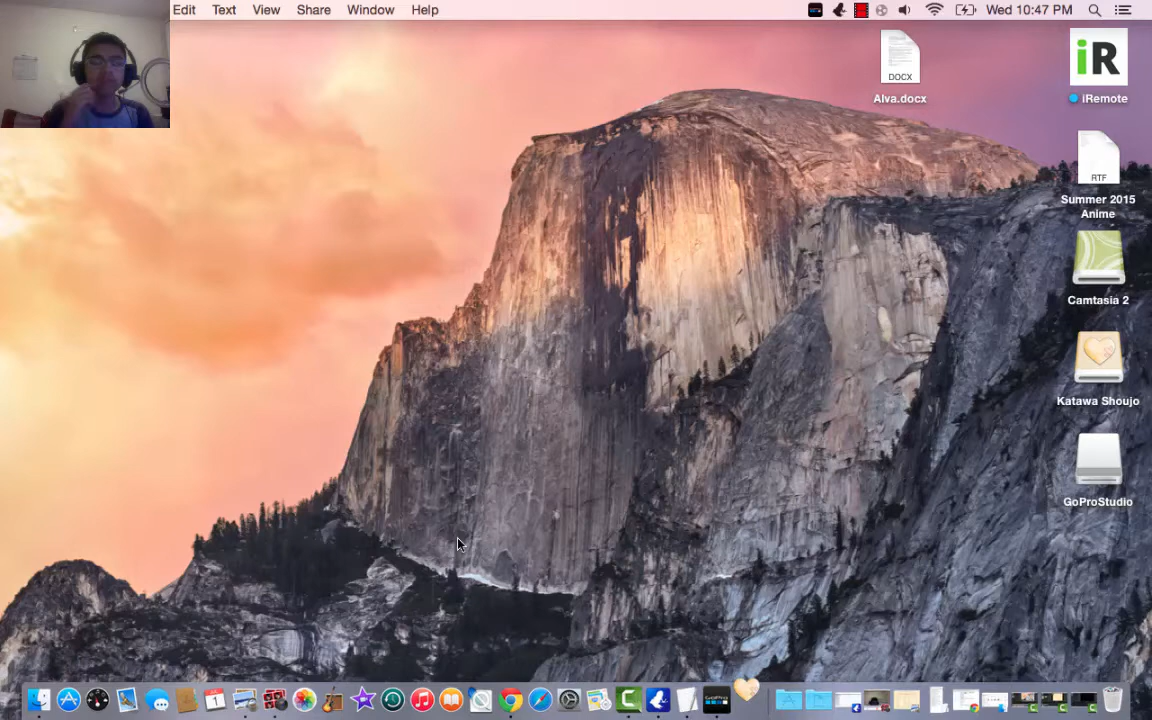 Edit Text View Share Window Help Wed 10:47 PM
DOCX
Alva.docx
iR
iRemote
RTF
Summer 2015
Anime
Camtasia 2
Katawa Shoujo
GoProStudio
1